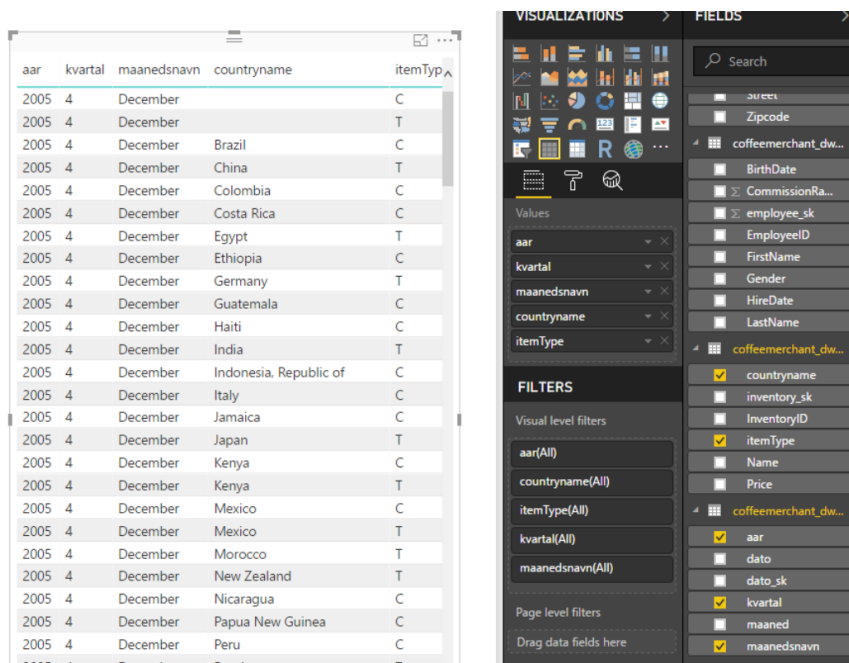 aar kvartal maanedsnavn countryname itemTyp
2005 4 December C
2005 4 December T
2005 4 December Brazil C
2005 4 December China T
2005 4 December Colombia C
2005 4 December Costa Rica C
2005 4 December Egypt T
2005 4 December Ethiopia C
2005 4 December Germany T
2005 4 December Guatemala C
2005 4 December Haiti C
2005 4 December India T
2005 4 December Indonesia, Republic of C
2005 4 December Italy C
2005 4 December Jamaica C
2005 4 December Japan T
2005 4 December Kenya C
2005 4 December Kenya T
2005 4 December Mexico C
2005 4 December Mexico T
2005 4 December Morocco T
2005 4 December New Zealand T
2005 4 December Nicaragua C
2005 4 December Papua New Guinea C
2005 4 December Peru C
VISUALIZATIONS
123
R
Values
aar
kvartal
maanedsnavn
countryname
itemType
FILTERS
Visual level filters
aar(All)
countryname(All)
itemType(All)
kvartal(All)
maanedsnavn(All)
Page level filters
Drag data fields here
FIELDS
Search
Street
Zipcode
coffeemerchant_dw...
BirthDate
Σ CommissionRa...
Σ employee_sk
EmployeeID
FirstName
Gender
HireDate
LastName
coffeemerchant_dw...
countryname
inventory_sk
InventoryID
itemType
Name
Price
coffeemerchant_dw...
aar
dato
dato_sk
kvartal
maaned
maanedsnavn